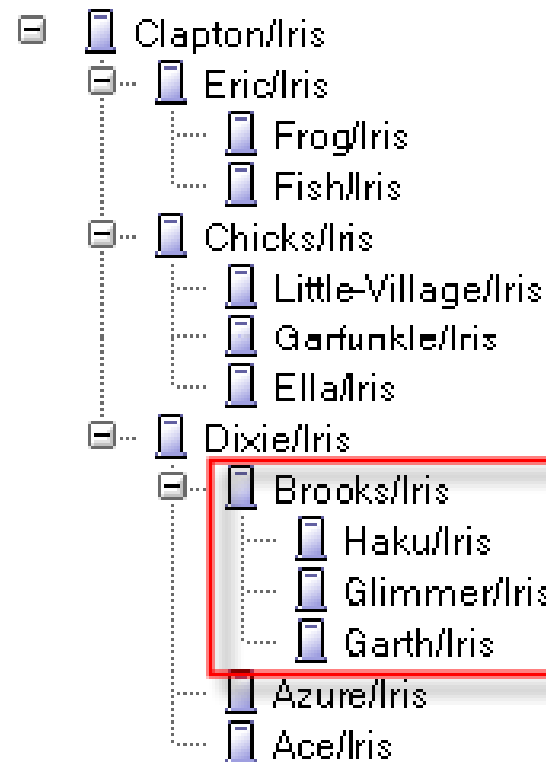 Clapton/Iris
Eric/Iris
Frog/Iris
Fish/Iris
Chicks/Iris
Little-Village/Iris
Garfunkle/Iris
Ella/Iris
Dixie/Iris
Brooks/Iris
Haku/Iris
Glimmer/Iris
Garth/Iris
Azure/Iris
Ace/Iris